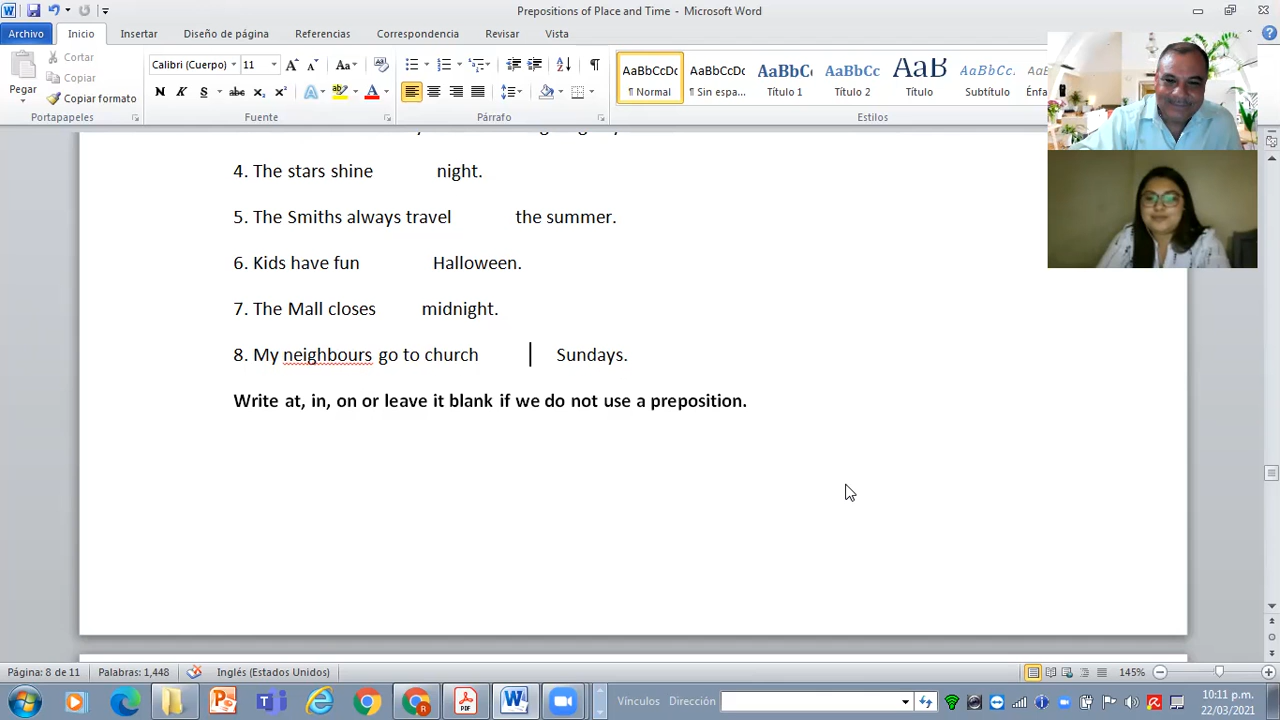 Prepositions of Place and Time - Microsoft Word
Archivo Inicio Insertar Diseño de página Referencias Correspondencia Revisar Vista
Pegar
Cortar
Copiar
Copiar formato
Portapapeles
Calibri (Cuerpo) 11
Fuente
Párrafo
AaBbCcDc AaBbCcDc AaBbC AaBbCc AaB AaBbCc.
¶ Normal ¶ Sin espa... Título 1 Título 2 Título Subtítulo
Estilos
4. The stars shine night.
5. The Smiths always travel the summer.
6. Kids have fun Halloween.
7. The Mall closes midnight.
8. My neighbours go to church Sundays.
Write at, in, on or leave it blank if we do not use a preposition.
Página: 8 de 11 Palabras: 1,448 Inglés (Estados Unidos) 145%
Vínculos Dirección
10:11 p.m.
22/03/2021